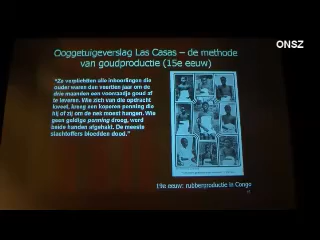 ONSZ
Ooggetuigeverslag Las Casas – de methode
van goudproductie (15e eeuw)
"Ze verplichtten alle inboorlingen die
ouder waren dan veertien jaar om de
drie maanden een voorraadje goud af
te leveren. Wie zich van die opdracht
kweet, kreeg een koperen penning die
hij of zij om de nek moest hangen. Wie
geen geldige penning droeg, werd
beide handen afgehakt. De meeste
slachtoffers bloedden dood."
19e eeuw: rubberproductie in Congo